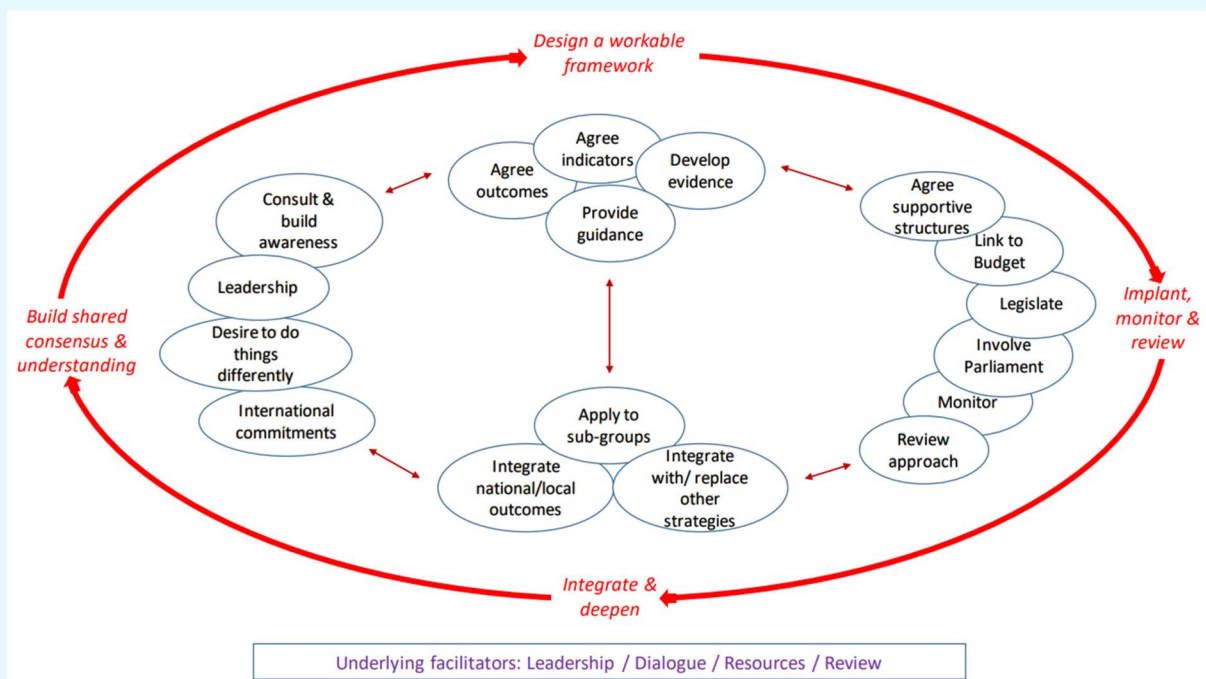 Design a workable
framework
Agree
indicators
Agree
outcomes
Develop
evidence
Provide
guidance
Consult &
build
awareness
Leadership
Desire to do
things
differently
International
commitments
Agree
supportive
structures
Link to
Budget
Legislate
Involve
Parliament
Monitor
Review
approach
Build shared
consensus &
understanding
Implant,
monitor &
review
Apply to
sub-groups
Integrate
national/local
outcomes
Integrate
with/ replace
other
strategies
Integrate &
deepen
Underlying facilitators: Leadership / Dialogue / Resources / Review